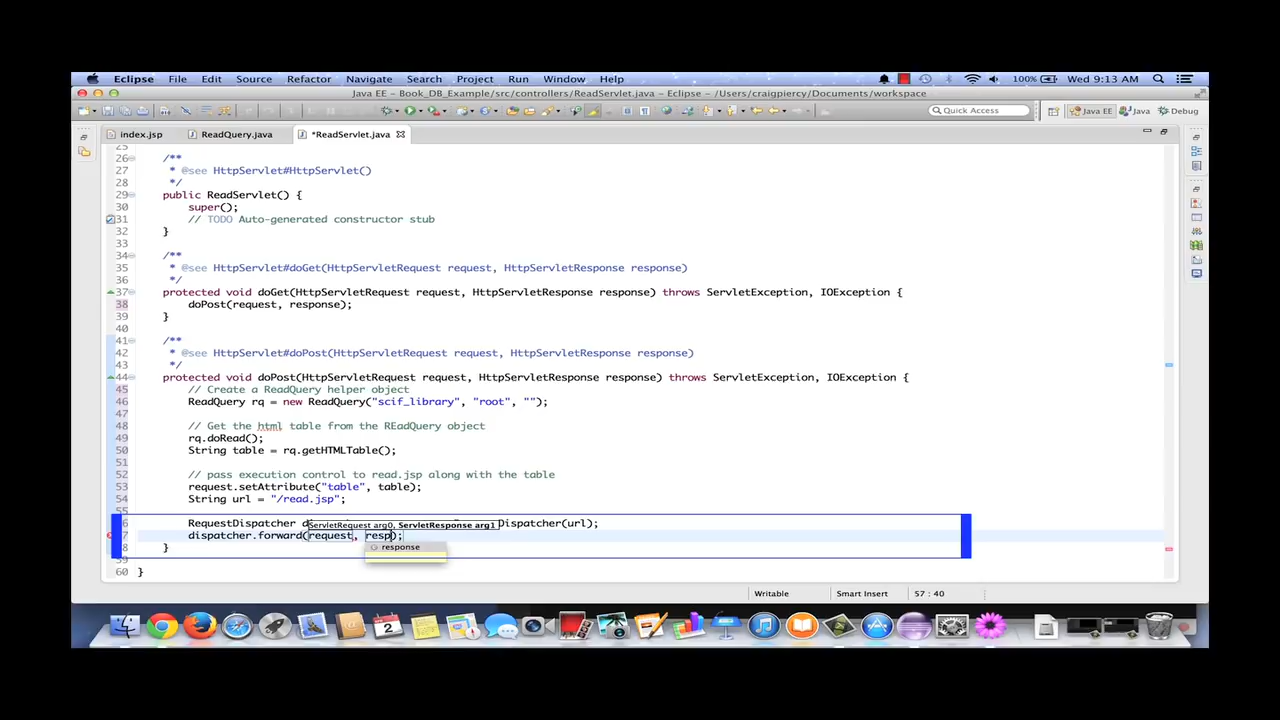 Eclipse File Edit Source Refactor Navigate Search Project Run Window Help 100% Wed 9:13 AM
Java EE - Book_DB_Example/src/controllers/ReadServlet.java - Eclipse - /Users/craigpiercy/Documents/workspace
Quick Access Java EE Java Debug
index.jsp ReadQuery.java *ReadServlet.java
25
26 /**
27 * @see HttpServlet#HttpServlet()
28 */
29 public ReadServlet() {
30 super();
31 // TODO Auto-generated constructor stub
32 }
33
34 /**
35 * @see HttpServlet#doGet(HttpServletRequest request, HttpServletResponse response)
36 */
37 protected void doGet(HttpServletRequest request, HttpServletResponse response) throws ServletException, IOException {
38 doPost(request, response);
39 }
40
41 /**
42 * @see HttpServlet#doPost(HttpServletRequest request, HttpServletResponse response)
43 */
44 protected void doPost(HttpServletRequest request, HttpServletResponse response) throws ServletException, IOException {
45 // Create a ReadQuery helper object
46 ReadQuery rq = new ReadQuery("scif_library", "root", "");
47
48 // Get the html table from the REadQuery object
49 rq.doRead();
50 String table = rq.getHTMLTable();
51
52 // pass execution control to read.jsp along with the table
53 request.setAttribute("table", table);
54 String url = "/read.jsp";
55
6 RequestDispatcher d ServletRequest arg0, ServletResponse arg1 Dispatcher(url);
7 dispatcher.forward(request, resp);
8 } response
59
60 }
Writable Smart Insert 57 : 40
2